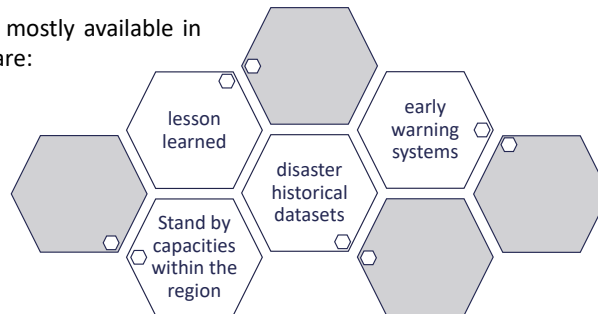 mostly available in
are:
lesson
learned
early
warning
systems
disaster
historical
datasets
Stand by
capacities
within the
region